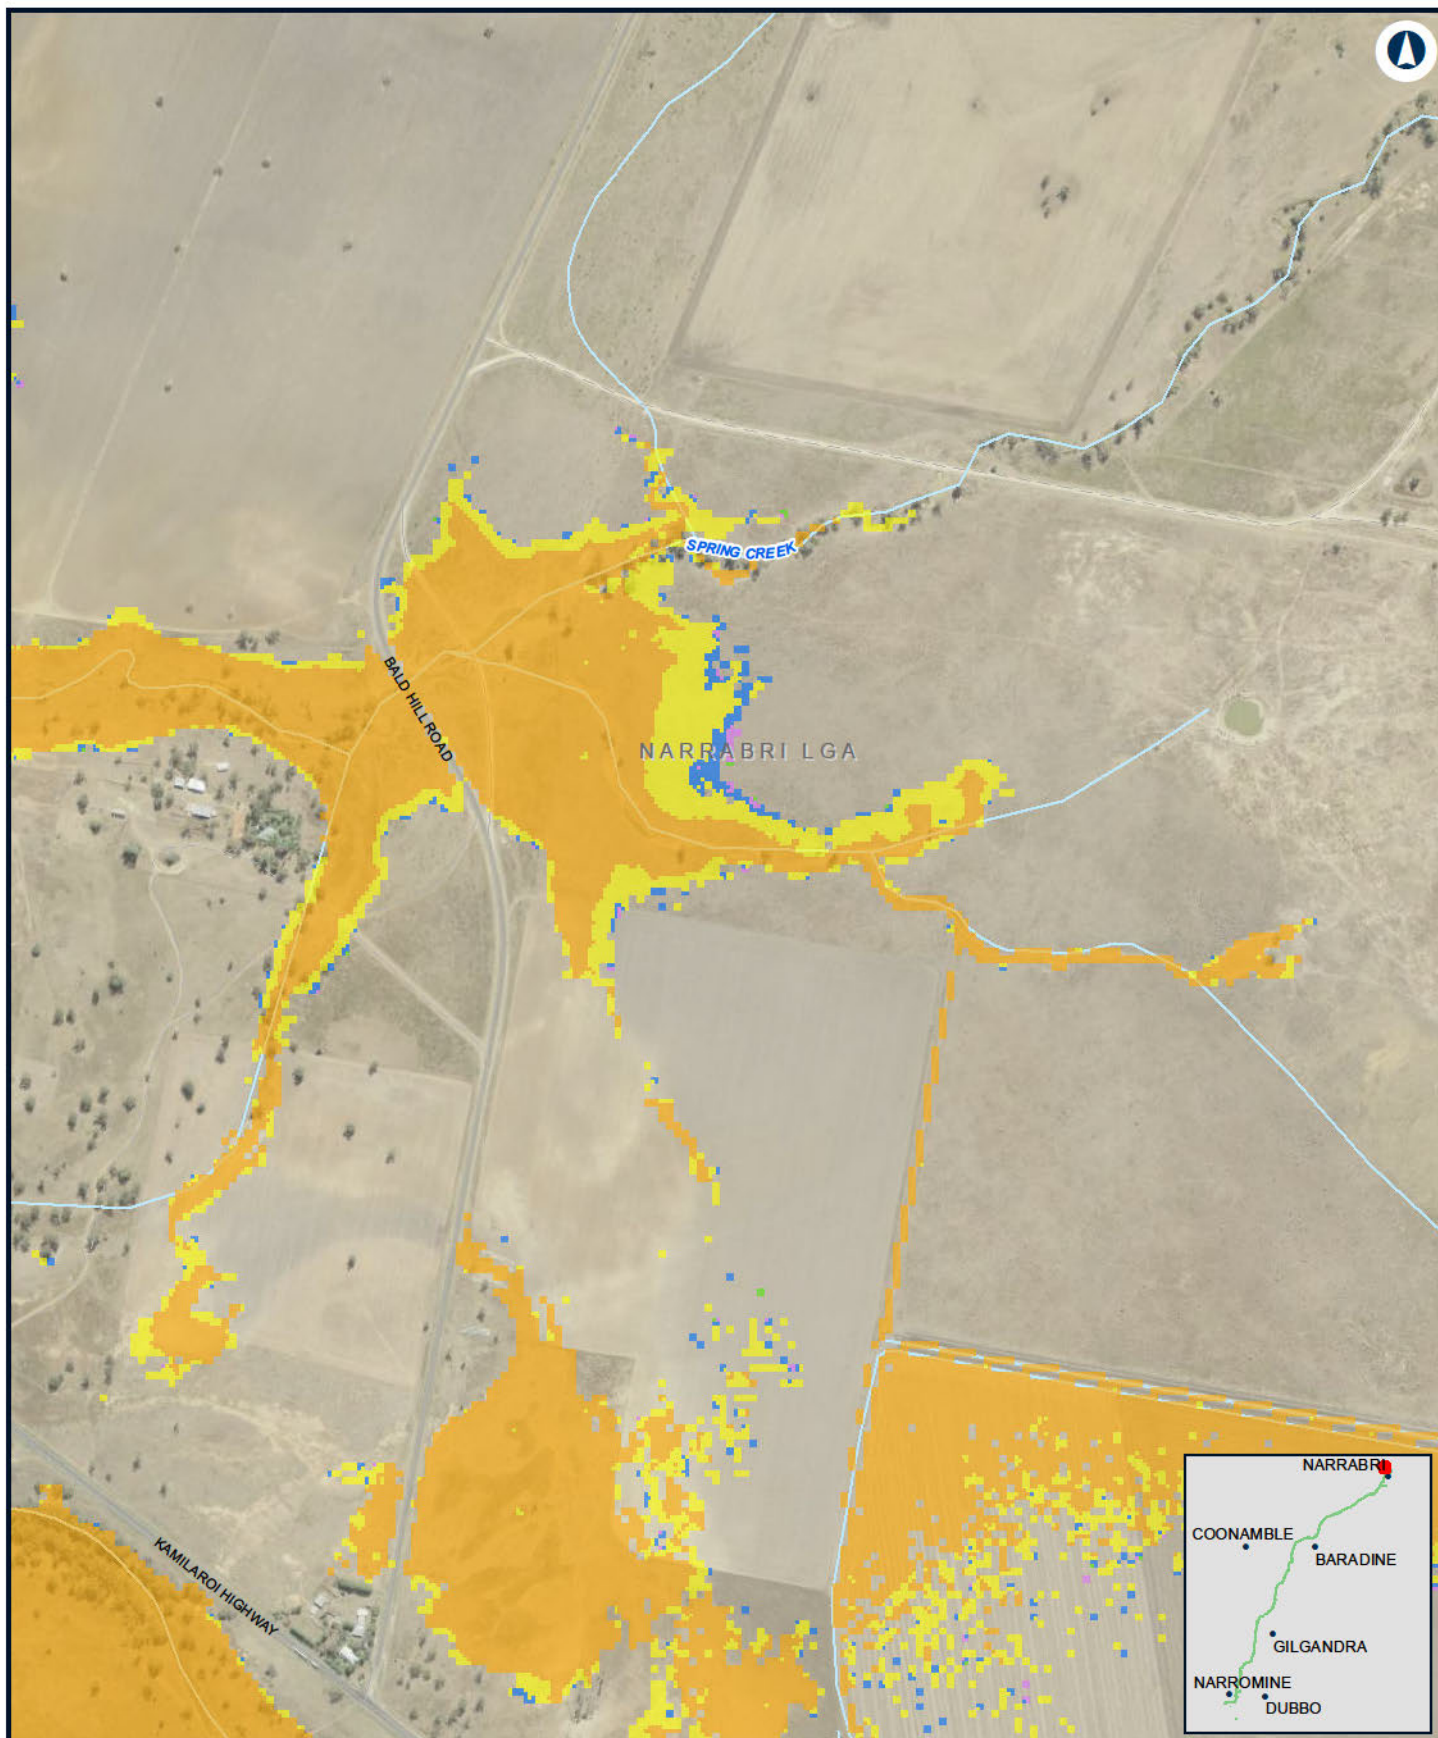 SPRING CREEK
BALD HILL ROAD
NARRABRI LGA
KAMILAROI HIGHWAY
NARRABRI
COONAMBLE
BARADINE
GILGANDRA
NARROMINE
DUBBO